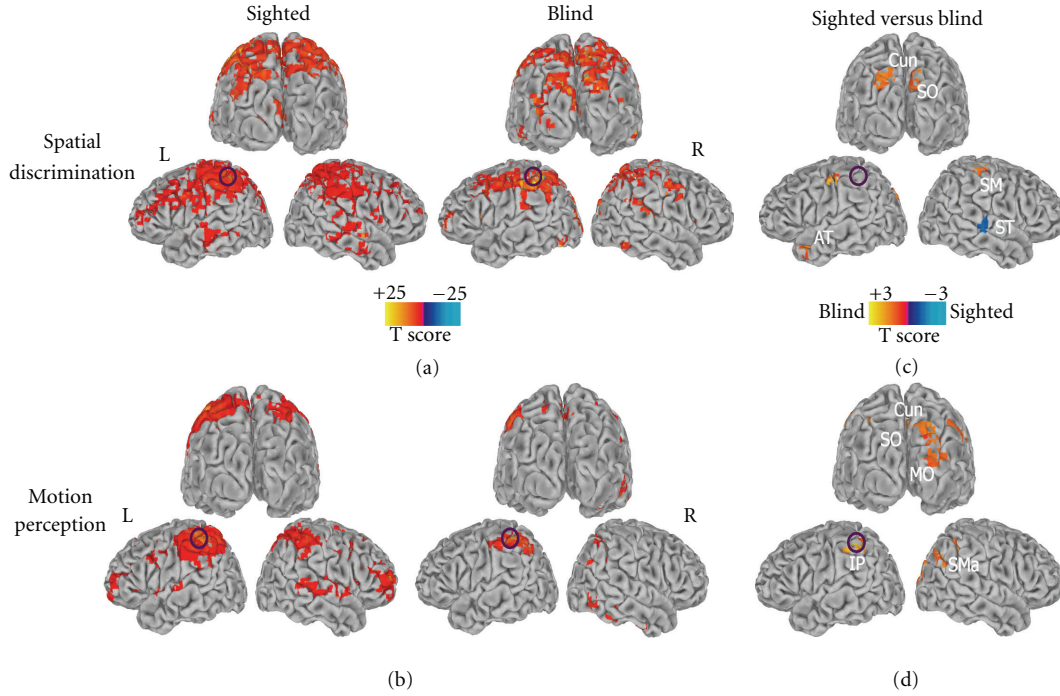 Sighted
Blind
Sighted versus blind
Cun
SO
Spatial
discrimination
L
R
SM
ST
AT
+25 −25
T score
(a)
+3 −3
Blind
Sighted
T score
(c)
Cun
SO
MO
Motion
perception
L
R
IP
SMa
(b)
(d)